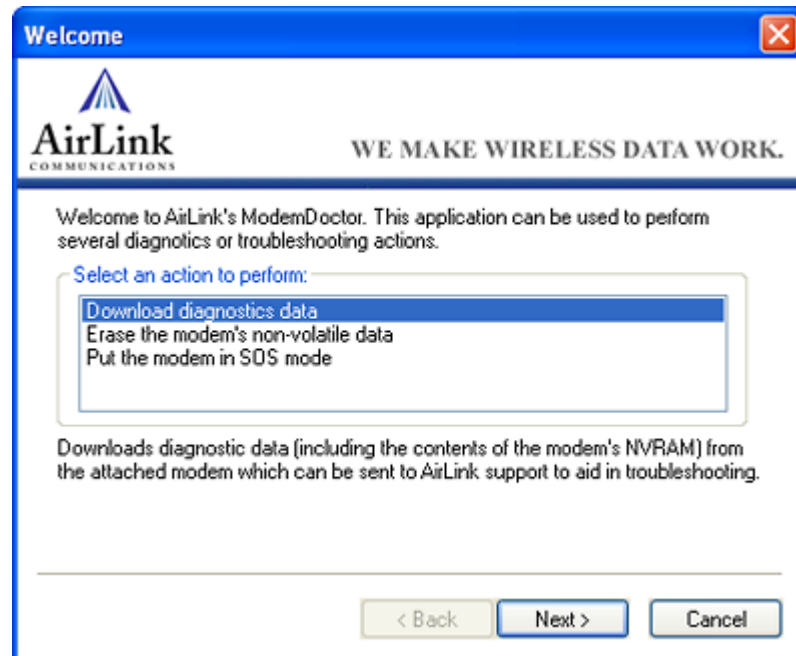 Welcome
AirLink
COMMUNICATIONS
WE MAKE WIRELESS DATA WORK.
Welcome to AirLink's ModemDoctor. This application can be used to perform
several diagnotics or troubleshooting actions.
Select an action to perform:
Download diagnostics data
Erase the modem's non-volatile data
Put the modem in SOS mode
Downloads diagnostic data (including the contents of the modem's NVRAM) from
the attached modem which can be sent to AirLink support to aid in troubleshooting.
< Back
Next >
Cancel